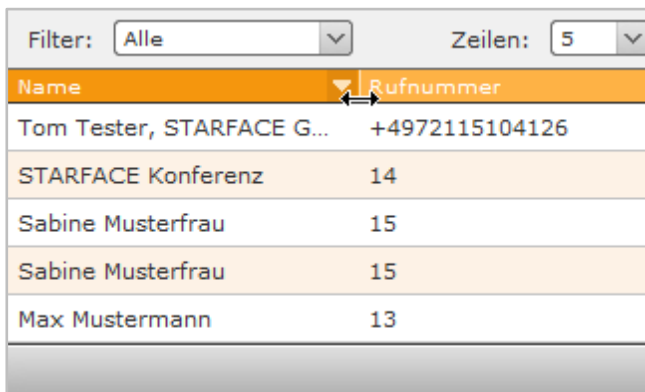 Filter: Alle Zeilen: 5
Name Rufnummer
Tom Tester, STARFACE G... +4972115104126
STARFACE Konferenz 14
Sabine Musterfrau 15
Sabine Musterfrau 15
Max Mustermann 13